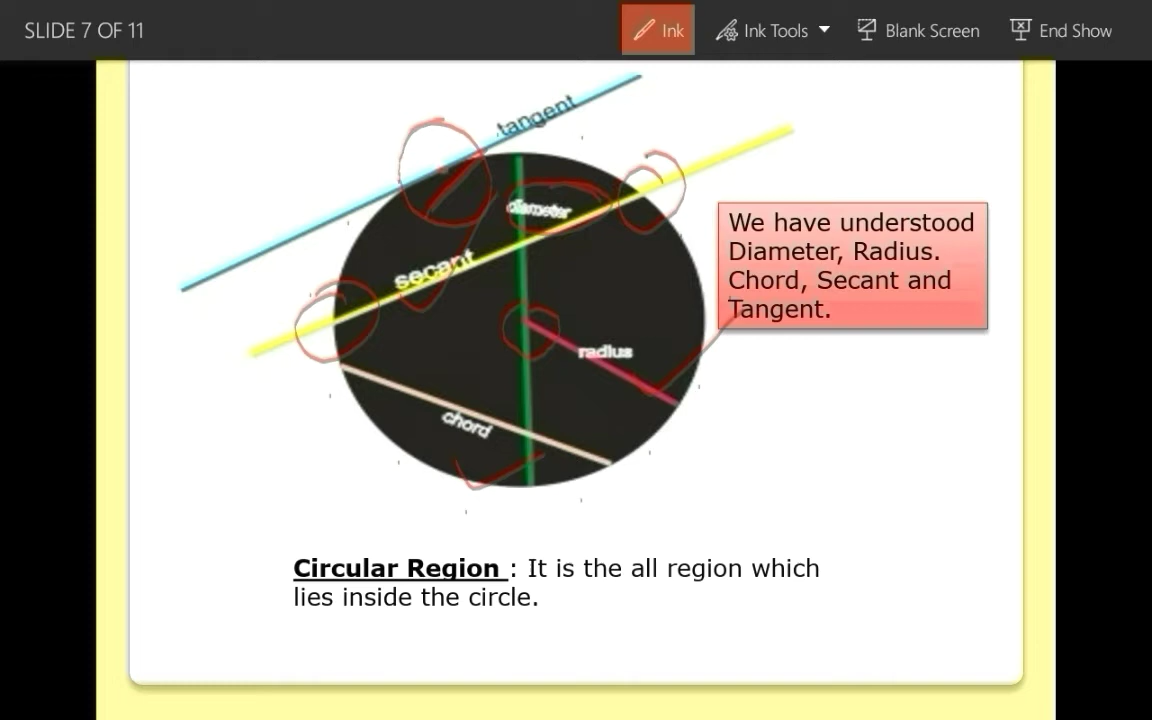 SLIDE 7 OF 11
Ink
Ink Tools
Blank Screen
End Show
tangent
diameter
secant
We have understood
Diameter, Radius.
Chord, Secant and
Tangent.
radius
chord
Circular Region : It is the all region which
lies inside the circle.